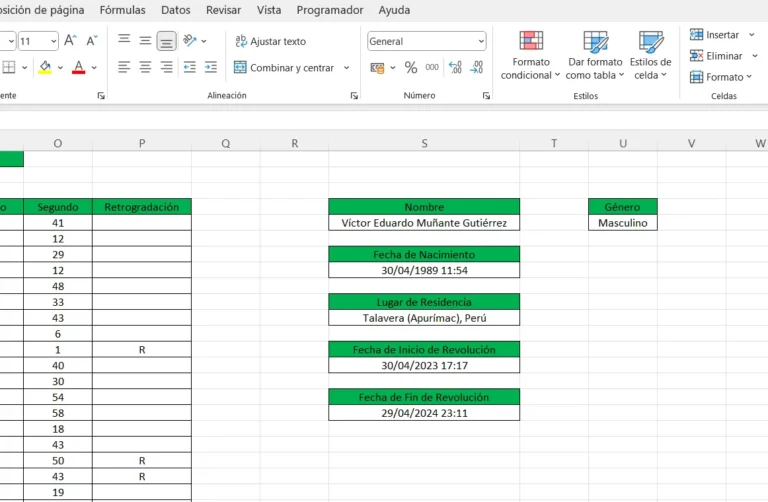 osición de página Fórmulas Datos Revisar Vista Programador Ayuda
11 A A ab Ajustar texto General Insertar
Formato Dar formato Estilos de Eliminar
A Combinar y centrar % 000 condicional como tabla celda Formato
ente Alineación Número Estilos Celdas
O P Q R S T U V W
o Segundo Retrogradación Nombre Género
41 Víctor Eduardo Muñante Gutiérrez Masculino
12
29 Fecha de Nacimiento
12 30/04/1989 11:54
48
33 Lugar de Residencia
43 Talavera (Apurímac), Perú
6
1 R Fecha de Inicio de Revolución
40 30/04/2023 17:17
30
54 Fecha de Fin de Revolución
58 29/04/2024 23:11
18
43
50 R
43 R
19